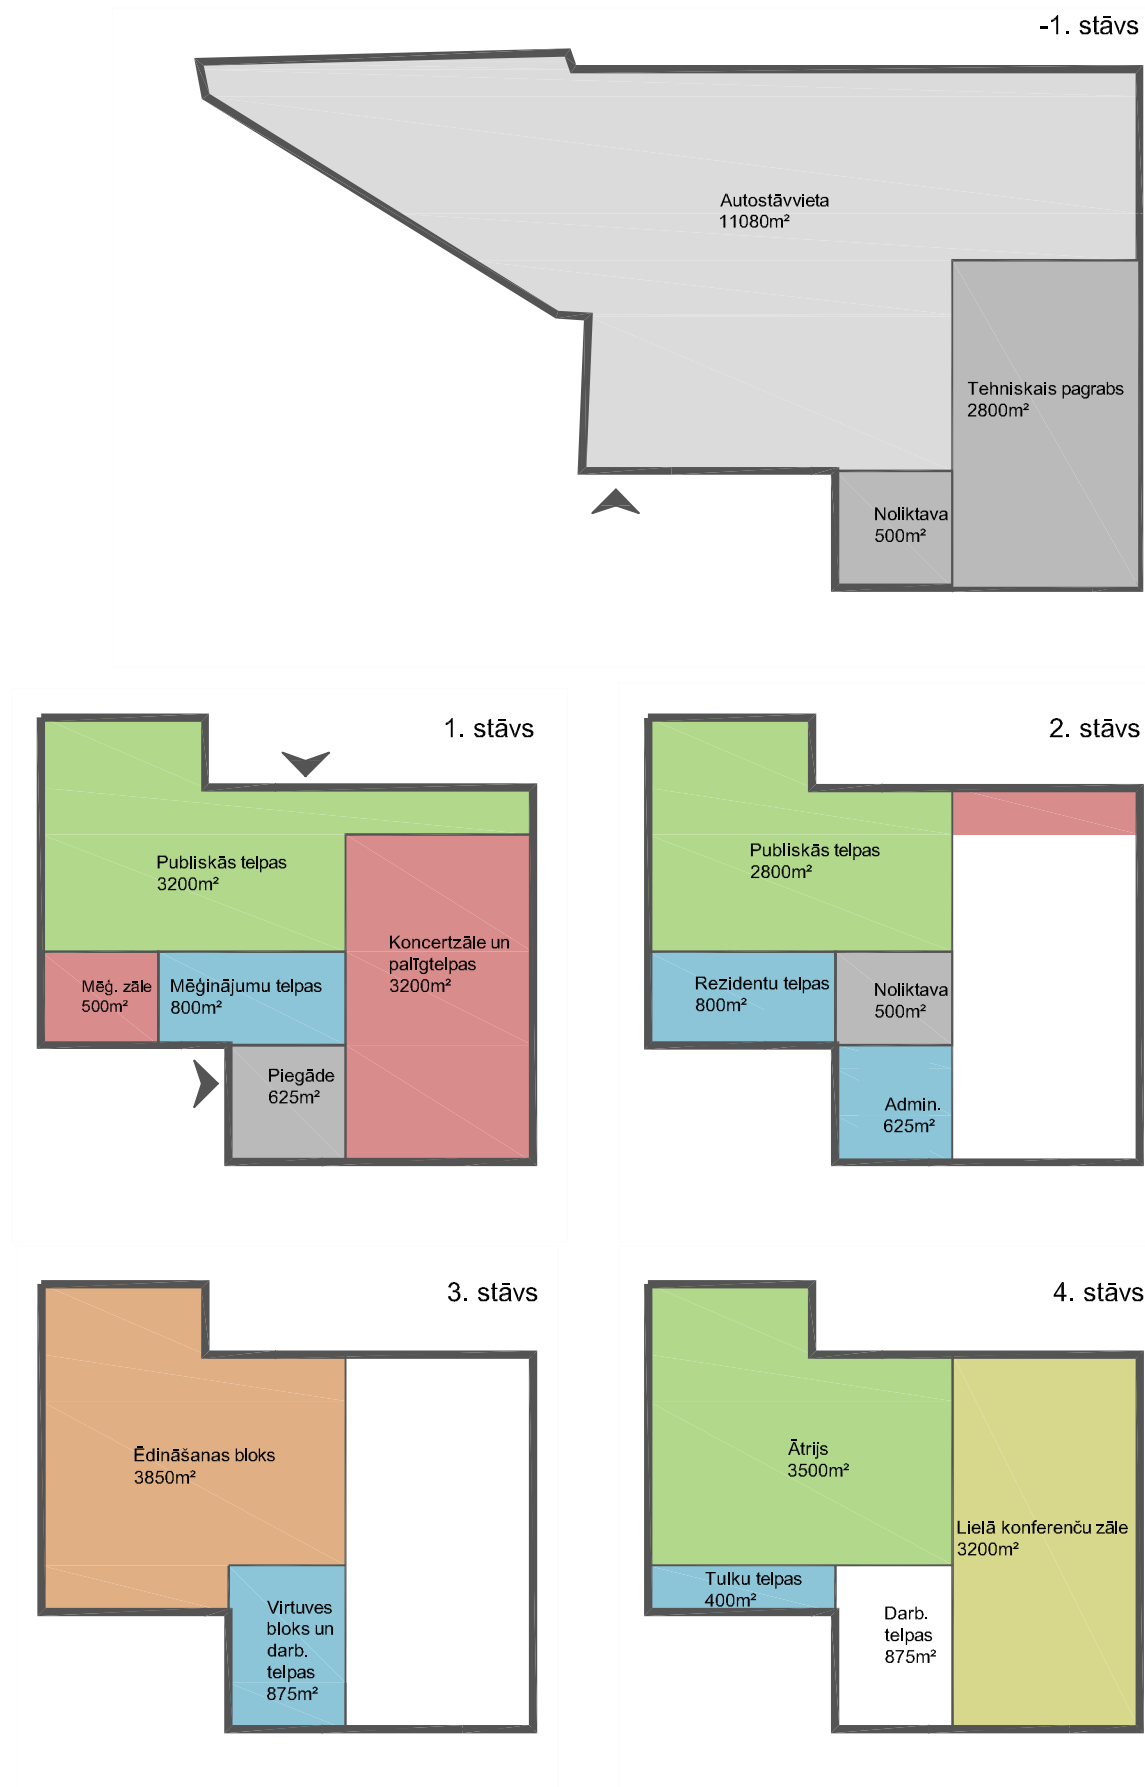 -1. stāvs
Autostāvvieta
11080m²
Tehniskais pagrabs
2800m²
Noliktava
500m²
1. stāvs
Publiskās telpas
3200m²
Koncertzāle un
palīgtelpas
3200m²
Mēģ. zāle
500m²
Mēģinājumu telpas
800m²
Piegāde
625m²
2. stāvs
Publiskās telpas
2800m²
Rezidentu telpas
800m²
Noliktava
500m²
Admin.
625m²
3. stāvs
Ēdināšanas bloks
3850m²
Virtuves
bloks un
darb.
telpas
875m²
4. stāvs
Ātrijs
3500m²
Lielā konferenču zāle
3200m²
Tulku telpas
400m²
Darb.
telpas
875m²